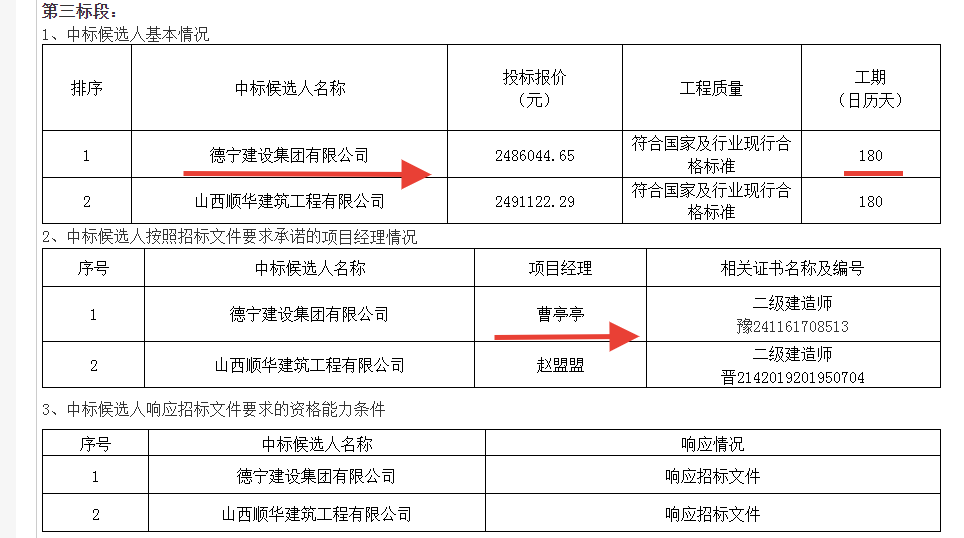 第三标段：
1、中标候选人基本情况
排序 中标候选人名称 投标报价（元） 工程质量 工期（日历天）
1 德宁建设集团有限公司 2486044.65 符合国家及行业现行合格标准 180
2 山西顺华建筑工程有限公司 2491122.29 符合国家及行业现行合格标准 180
2、中标候选人按照招标文件要求承诺的项目经理情况
序号 中标候选人名称 项目经理 相关证书名称及编号
1 德宁建设集团有限公司 曹亭亭 二级建造师 豫241161708513
2 山西顺华建筑工程有限公司 赵盟盟 二级建造师 晋2142019201950704
3、中标候选人响应招标文件要求的资格能力条件
序号 中标候选人名称 响应情况
1 德宁建设集团有限公司 响应招标文件
2 山西顺华建筑工程有限公司 响应招标文件